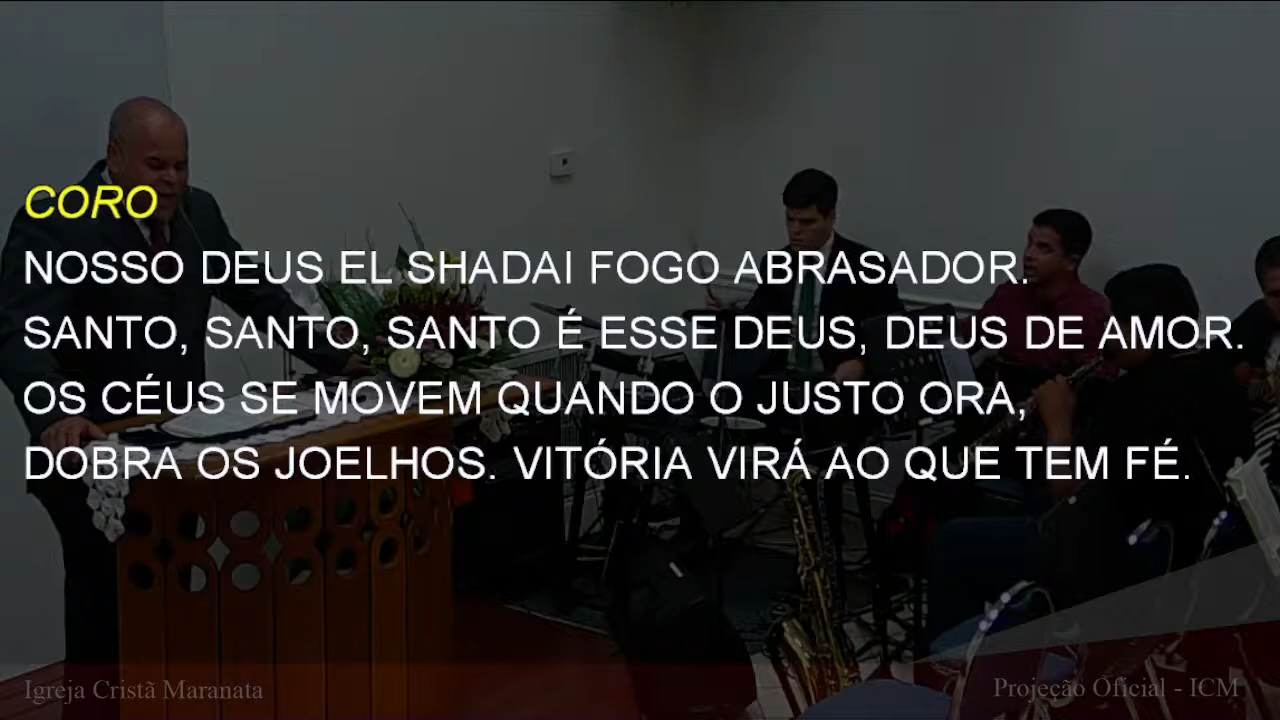 CORO
NOSSO DEUS EL SHADAI FOGO ABRASADOR.
SANTO, SANTO, SANTO É ESSE DEUS, DEUS DE AMOR.
OS CÉUS SE MOVEM QUANDO O JUSTO ORA,
DOBRA OS JOELHOS. VITÓRIA VIRÁ AO QUE TEM FÉ.
Igreja Cristã Maranata
Projeção Oficial - ICM